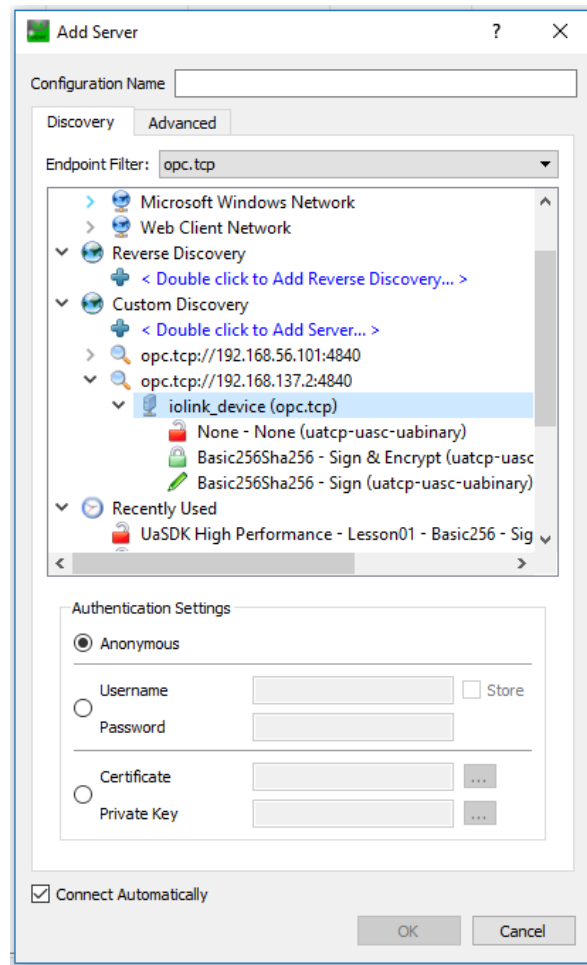 Add Server
Configuration Name
Discovery Advanced
Endpoint Filter: opc.tcp
Microsoft Windows Network
Web Client Network
Reverse Discovery
< Double click to Add Reverse Discovery... >
Custom Discovery
< Double click to Add Server... >
opc.tcp://192.168.56.101:4840
opc.tcp://192.168.137.2:4840
iolink_device (opc.tcp)
None - None (uatcp-uasc-uabinary)
Basic256Sha256 - Sign & Encrypt (uatcp-uasc
Basic256Sha256 - Sign (uatcp-uasc-uabinary)
Recently Used
UaSDK High Performance - Lesson01 - Basic256 - Sig
Authentication Settings
Anonymous
Username Store
Password
Certificate ...
Private Key ...
Connect Automatically
OK Cancel